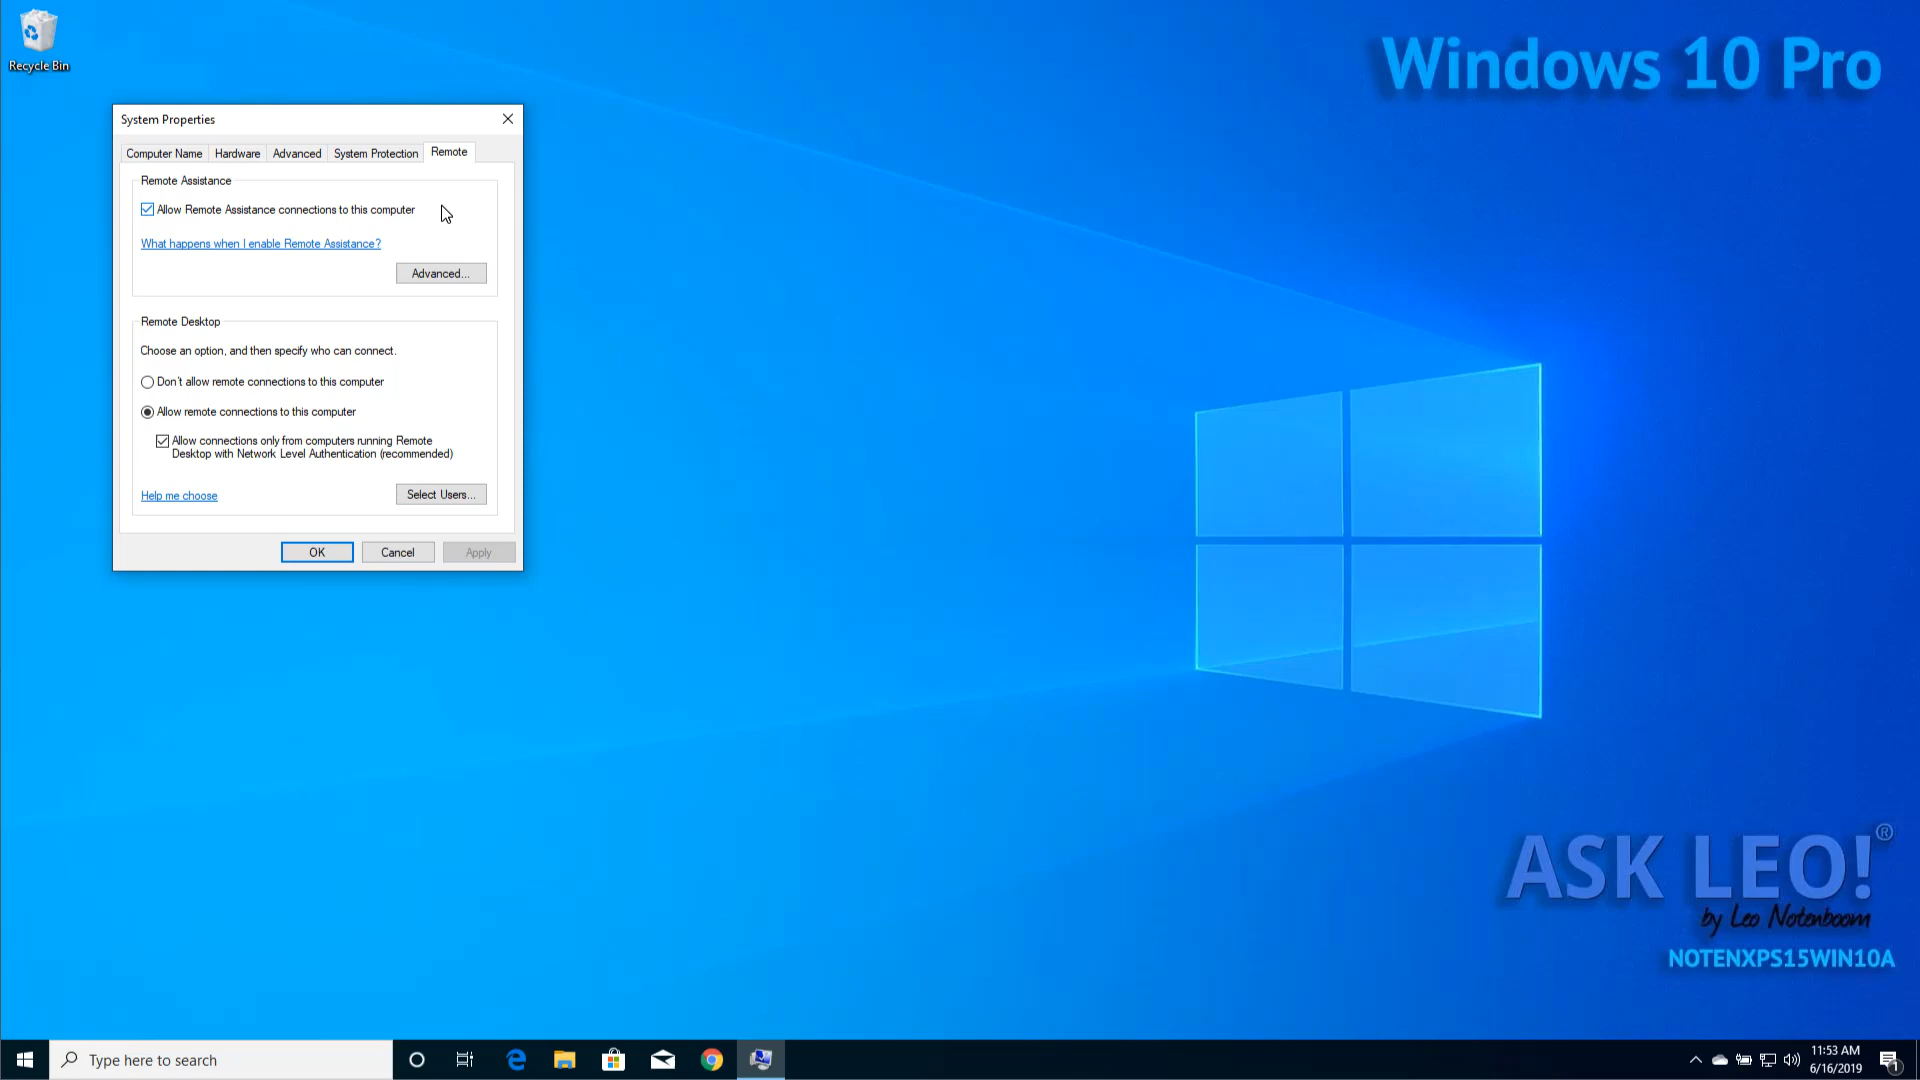 Recycle Bin
Windows 10 Pro
System Properties
Computer Name Hardware Advanced System Protection Remote
Remote Assistance
Allow Remote Assistance connections to this computer
What happens when I enable Remote Assistance?
Advanced...
Remote Desktop
Choose an option, and then specify who can connect.
Don't allow remote connections to this computer
Allow remote connections to this computer
Allow connections only from computers running Remote
Desktop with Network Level Authentication (recommended)
Help me choose
Select Users...
OK Cancel Apply
ASK LEO!®
by Leo Notenboom
NOTENXPS15WIN10A
Type here to search
11:53 AM
6/16/2019
1